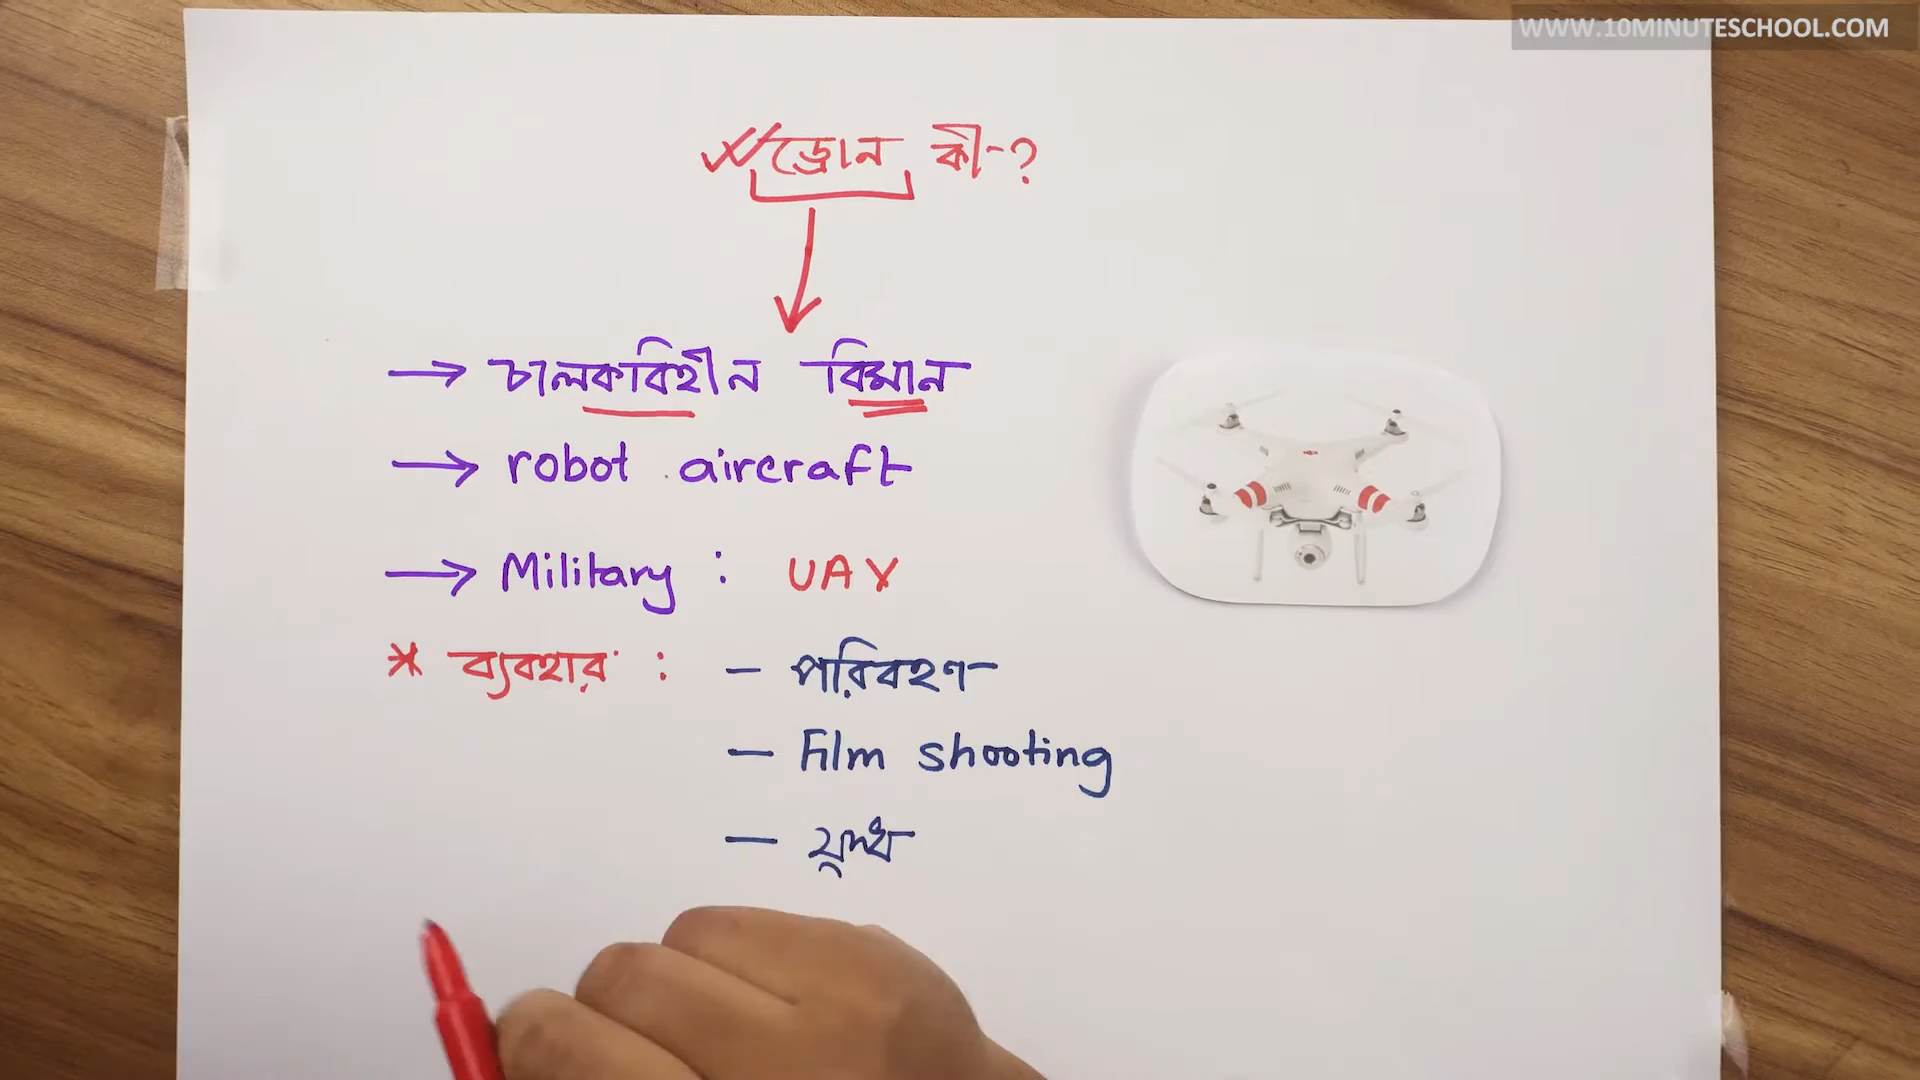 WWW.10MINUTESCHOOL.COM
ড্রোন কী-?
→ চালকবিহীন বিমান
→ robot aircraft
→ Military : UAV
* ব্যবহার : - পরিবহণ
- Film shooting
- যুদ্ধ